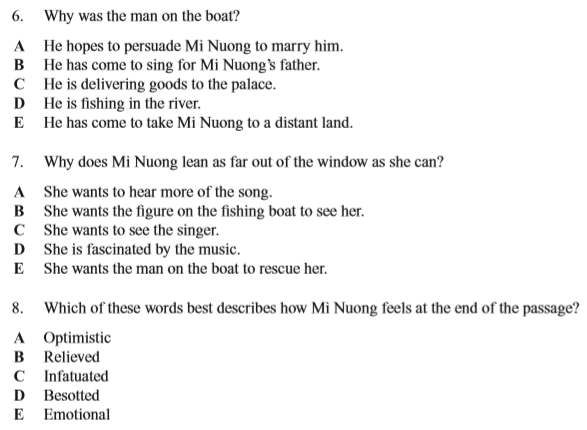 6. Why was the man on the boat?
A He hopes to persuade Mi Nuong to marry him.
B He has come to sing for Mi Nuong's father.
C He is delivering goods to the palace.
D He is fishing in the river.
E He has come to take Mi Nuong to a distant land.
7. Why does Mi Nuong lean as far out of the window as she can?
A She wants to hear more of the song.
B She wants the figure on the fishing boat to see her.
C She wants to see the singer.
D She is fascinated by the music.
E She wants the man on the boat to rescue her.
8. Which of these words best describes how Mi Nuong feels at the end of the passage?
A Optimistic
B Relieved
C Infatuated
D Besotted
E Emotional